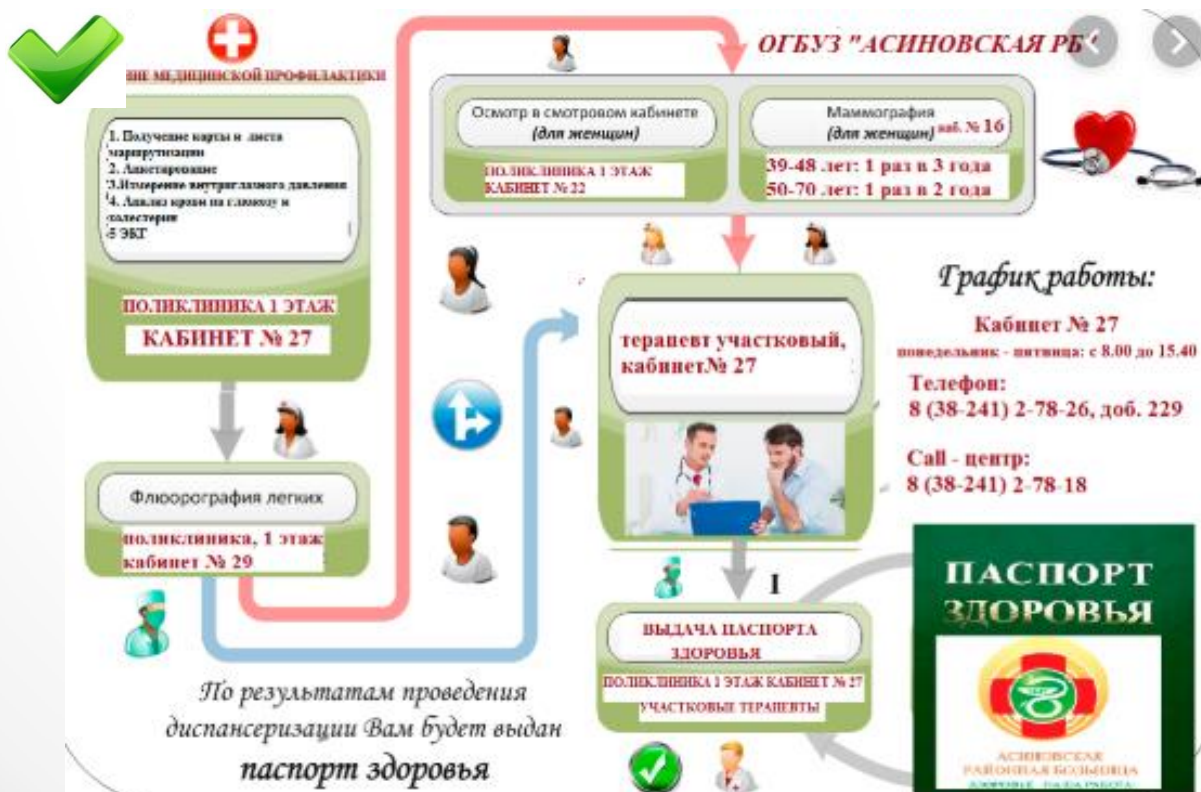 ОГБУЗ "АСИНОВСКАЯ РБ"
МЕДИЦИНСКОЙ ПРОФИЛАКТИКИ
1. Получение карты и листа
маршрутизации
2. Анкетирование
3.Измерение внутриглазного давления
4. Анализ крови на глюкозу и
холестерин
5 ЭКГ
ПОЛИКЛИНИКА 1 ЭТАЖ
КАБИНЕТ № 27
Флюорография легких
поликлиника, 1 этаж
кабинет № 29
Осмотр в смотровом кабинете
(для женщин)
ПОЛИКЛИНИКА 1 ЭТАЖ
КАБИНЕТ № 22
Маммография
(для женщин) каб. № 16
39-48 лет: 1 раз в 3 года
50-70 лет: 1 раз в 2 года
терапевт участковый,
кабинет№ 27
I
ВЫДАЧА ПАСПОРТА
ЗДОРОВЬЯ
ПОЛИКЛИНИКА 1 ЭТАЖ КАБИНЕТ № 27
УЧАСТКОВЫЕ ТЕРАПЕВТЫ
График работы:
Кабинет № 27
понедельник - пятница: с 8.00 до 15.40
Телефон:
8 (38-241) 2-78-26, доб. 229
Call - центр:
8 (38-241) 2-78-18
По результатам проведения
диспансеризации Вам будет выдан
паспорт здоровья
ПАСПОРТ
ЗДОРОВЬЯ
АСИНОВСКАЯ
РАЙОННАЯ БОЛЬНИЦА
ЗДОРОВЬЕ - НАША РАБОТА